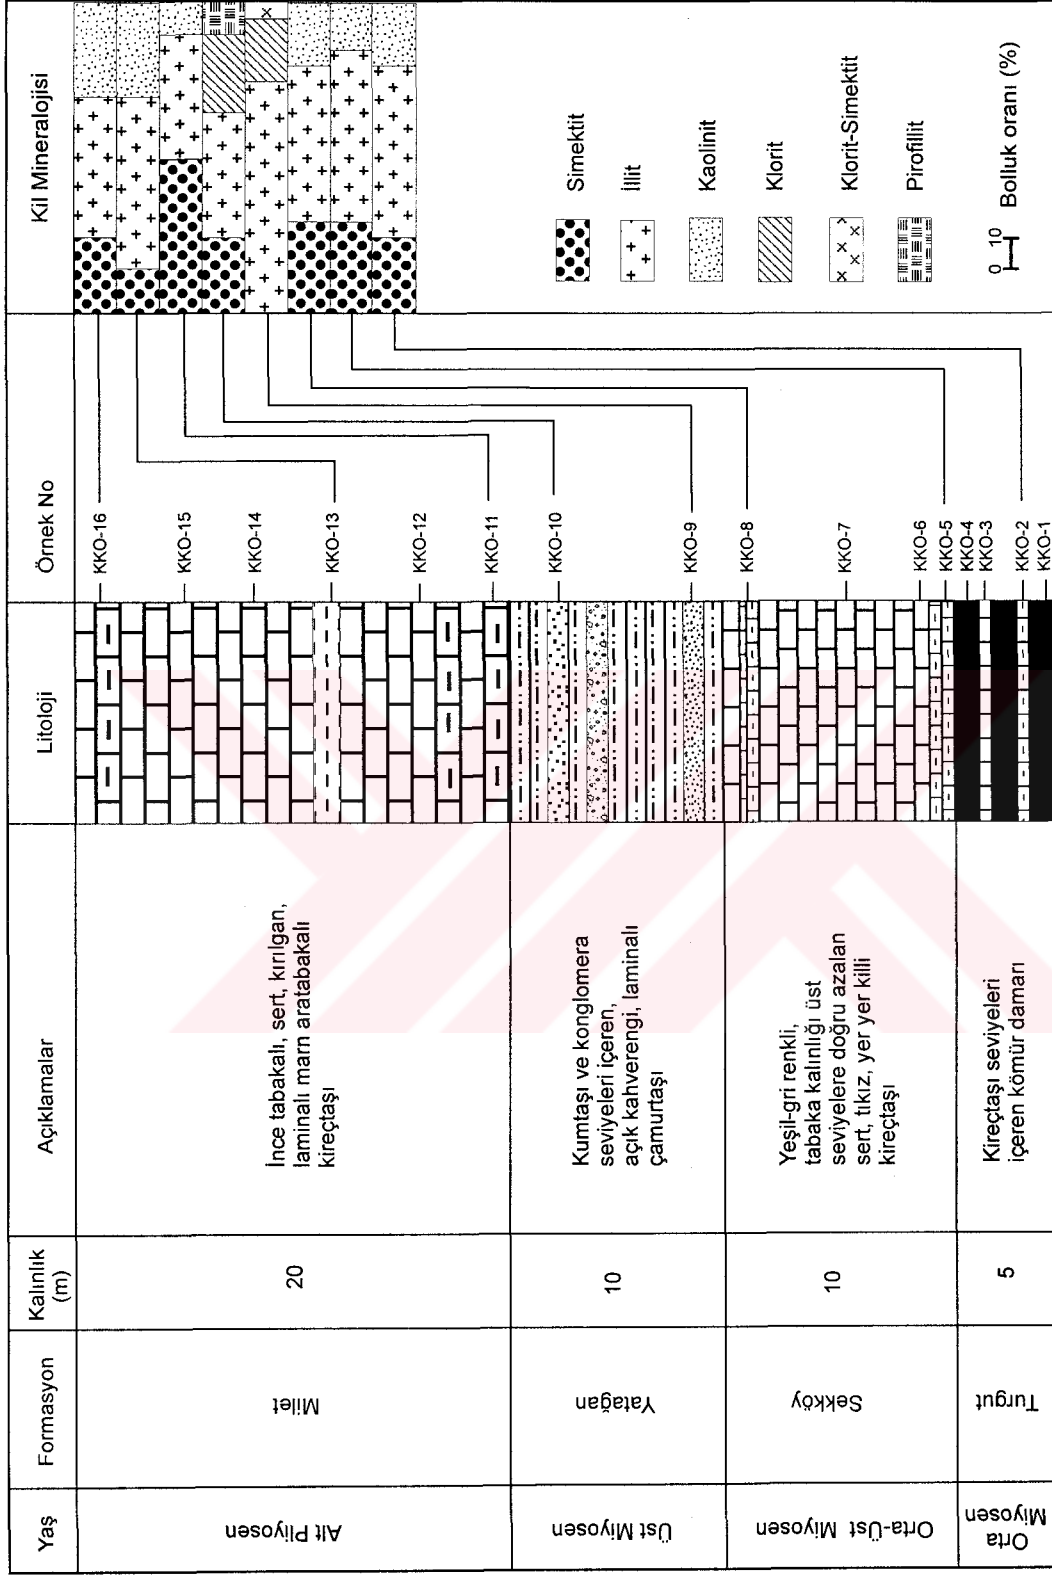 Yaş
Formasyon
Kalınlık
(m)
Açıklamalar
Litoloji
Örnek No
Kil Mineralojisi
Alt Pliyosen
Milet
20
İnce tabakalı, sert, kırılgan,
laminalı marn aratabakalı
kireçtaşı
KKO-16
KKO-15
KKO-14
KKO-13
KKO-12
KKO-11
Üst Miyosen
Yatağan
10
Kumtaşı ve konglomera
seviyeleri içeren,
açık kahverengi, laminalı
çamurtaşı
KKO-10
KKO-9
Orta-Üst Miyosen
Sekköy
10
Yeşil-gri renkli,
tabaka kalınlığı üst
seviyelere doğru azalan
sert, tıkız, yer yer killi
kireçtaşı
KKO-8
KKO-7
KKO-6
KKO-5
Orta
Miyosen
Turgut
5
Kireçtaşı seviyeleri
içeren kömür damarı
KKO-4
KKO-3
KKO-2
KKO-1
Simektit
İllit
Kaolinit
Klorit
Klorit-Simektit
Pirofillit
0 10
Bolluk oranı (%)